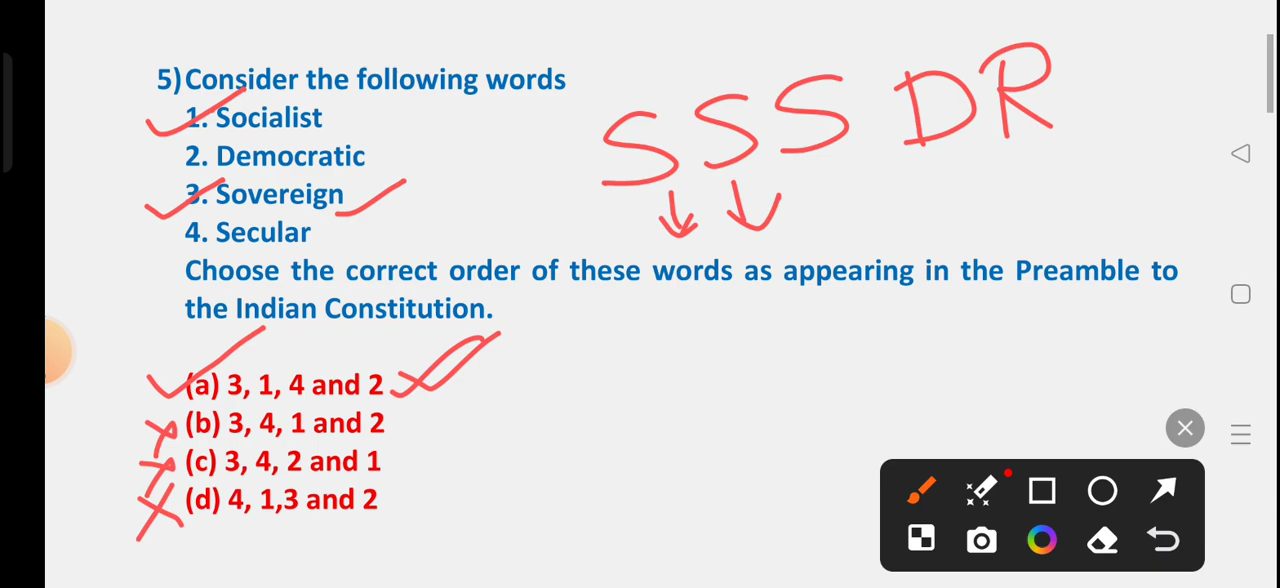 5) Consider the following words
SSSDR
1. Socialist
2. Democratic
3. Sovereign
4. Secular
Choose the correct order of these words as appearing in the Preamble to
the Indian Constitution.
(a) 3, 1, 4 and 2
(b) 3, 4, 1 and 2
(c) 3, 4, 2 and 1
(d) 4, 1,3 and 2